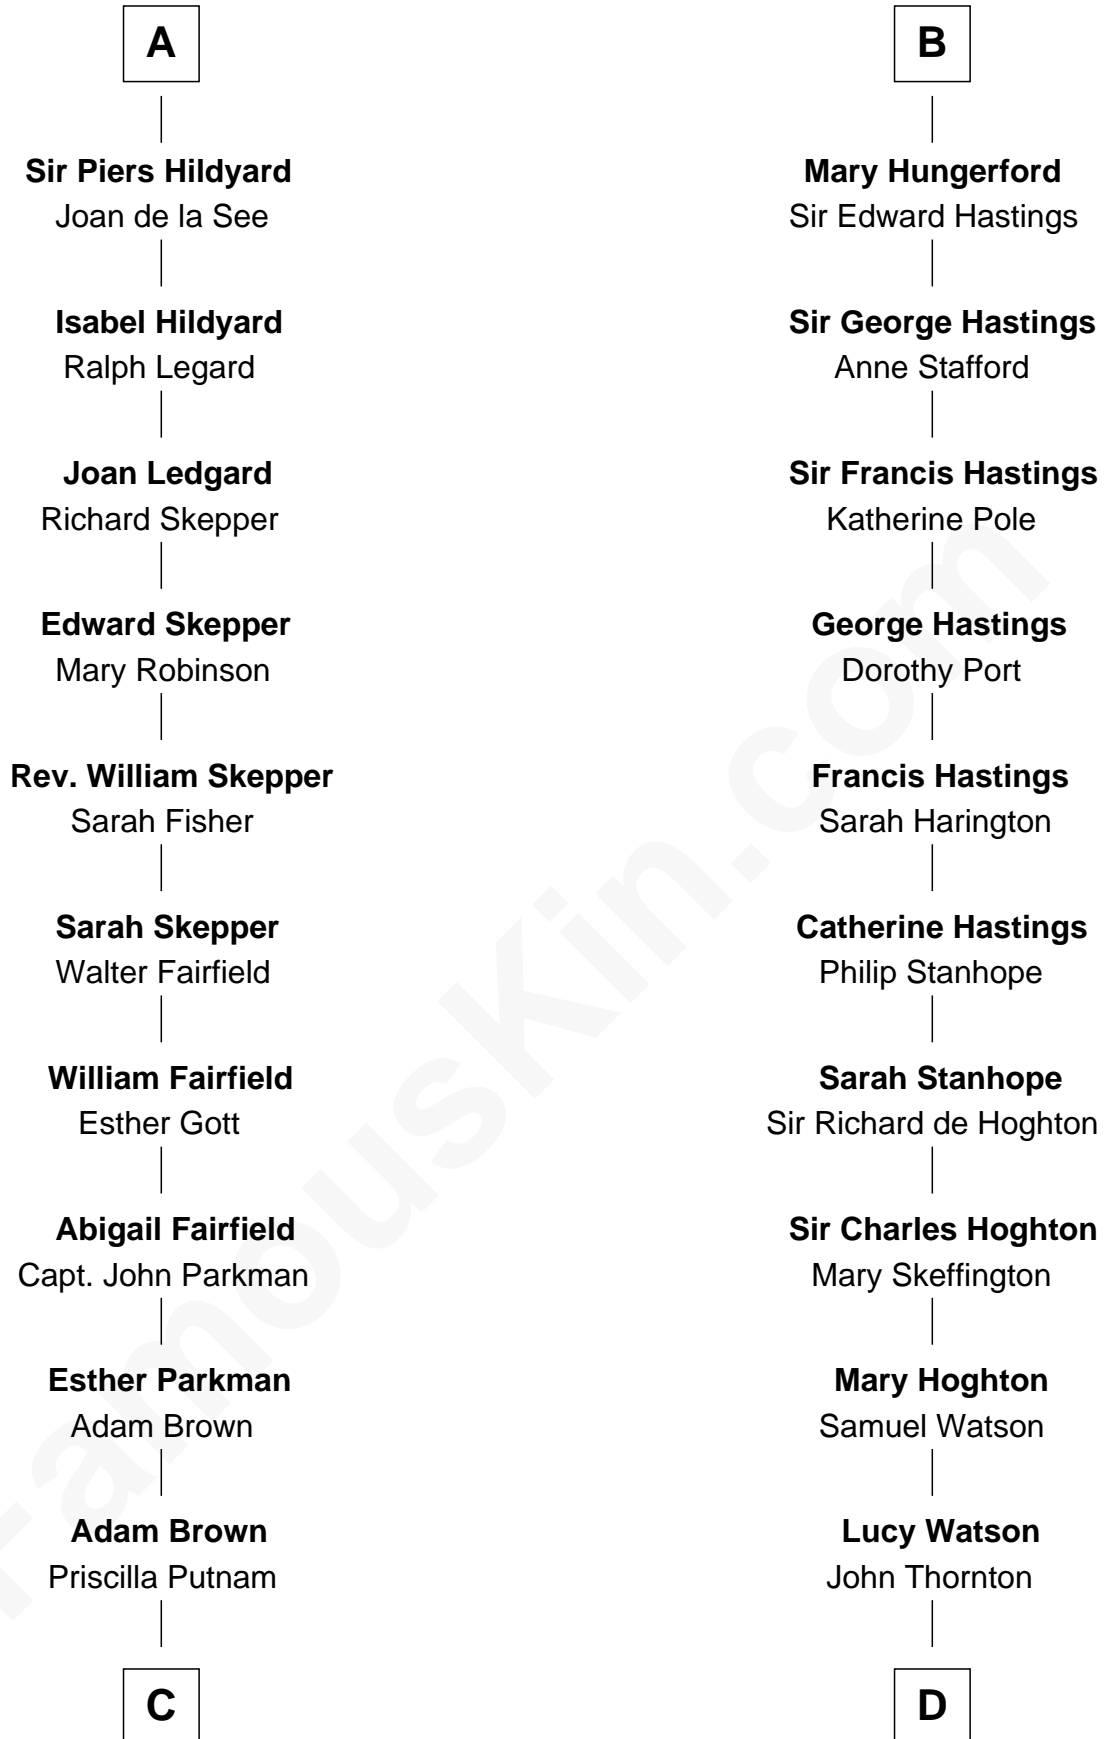 A
Sir Piers Hildyard
Joan de la See
Isabel Hildyard
Ralph Legard
Joan Ledgard
Richard Skepper
Edward Skepper
Mary Robinson
Rev. William Skepper
Sarah Fisher
Sarah Skepper
Walter Fairfield
William Fairfield
Esther Gott
Abigail Fairfield
Capt. John Parkman
Esther Parkman
Adam Brown
Adam Brown
Priscilla Putnam
C
B
Mary Hungerford
Sir Edward Hastings
Sir George Hastings
Anne Stafford
Sir Francis Hastings
Katherine Pole
George Hastings
Dorothy Port
Francis Hastings
Sarah Harington
Catherine Hastings
Philip Stanhope
Sarah Stanhope
Sir Richard de Hoghton
Sir Charles Hoghton
Mary Skeffington
Mary Hoghton
Samuel Watson
Lucy Watson
John Thornton
D
FamousKin.com